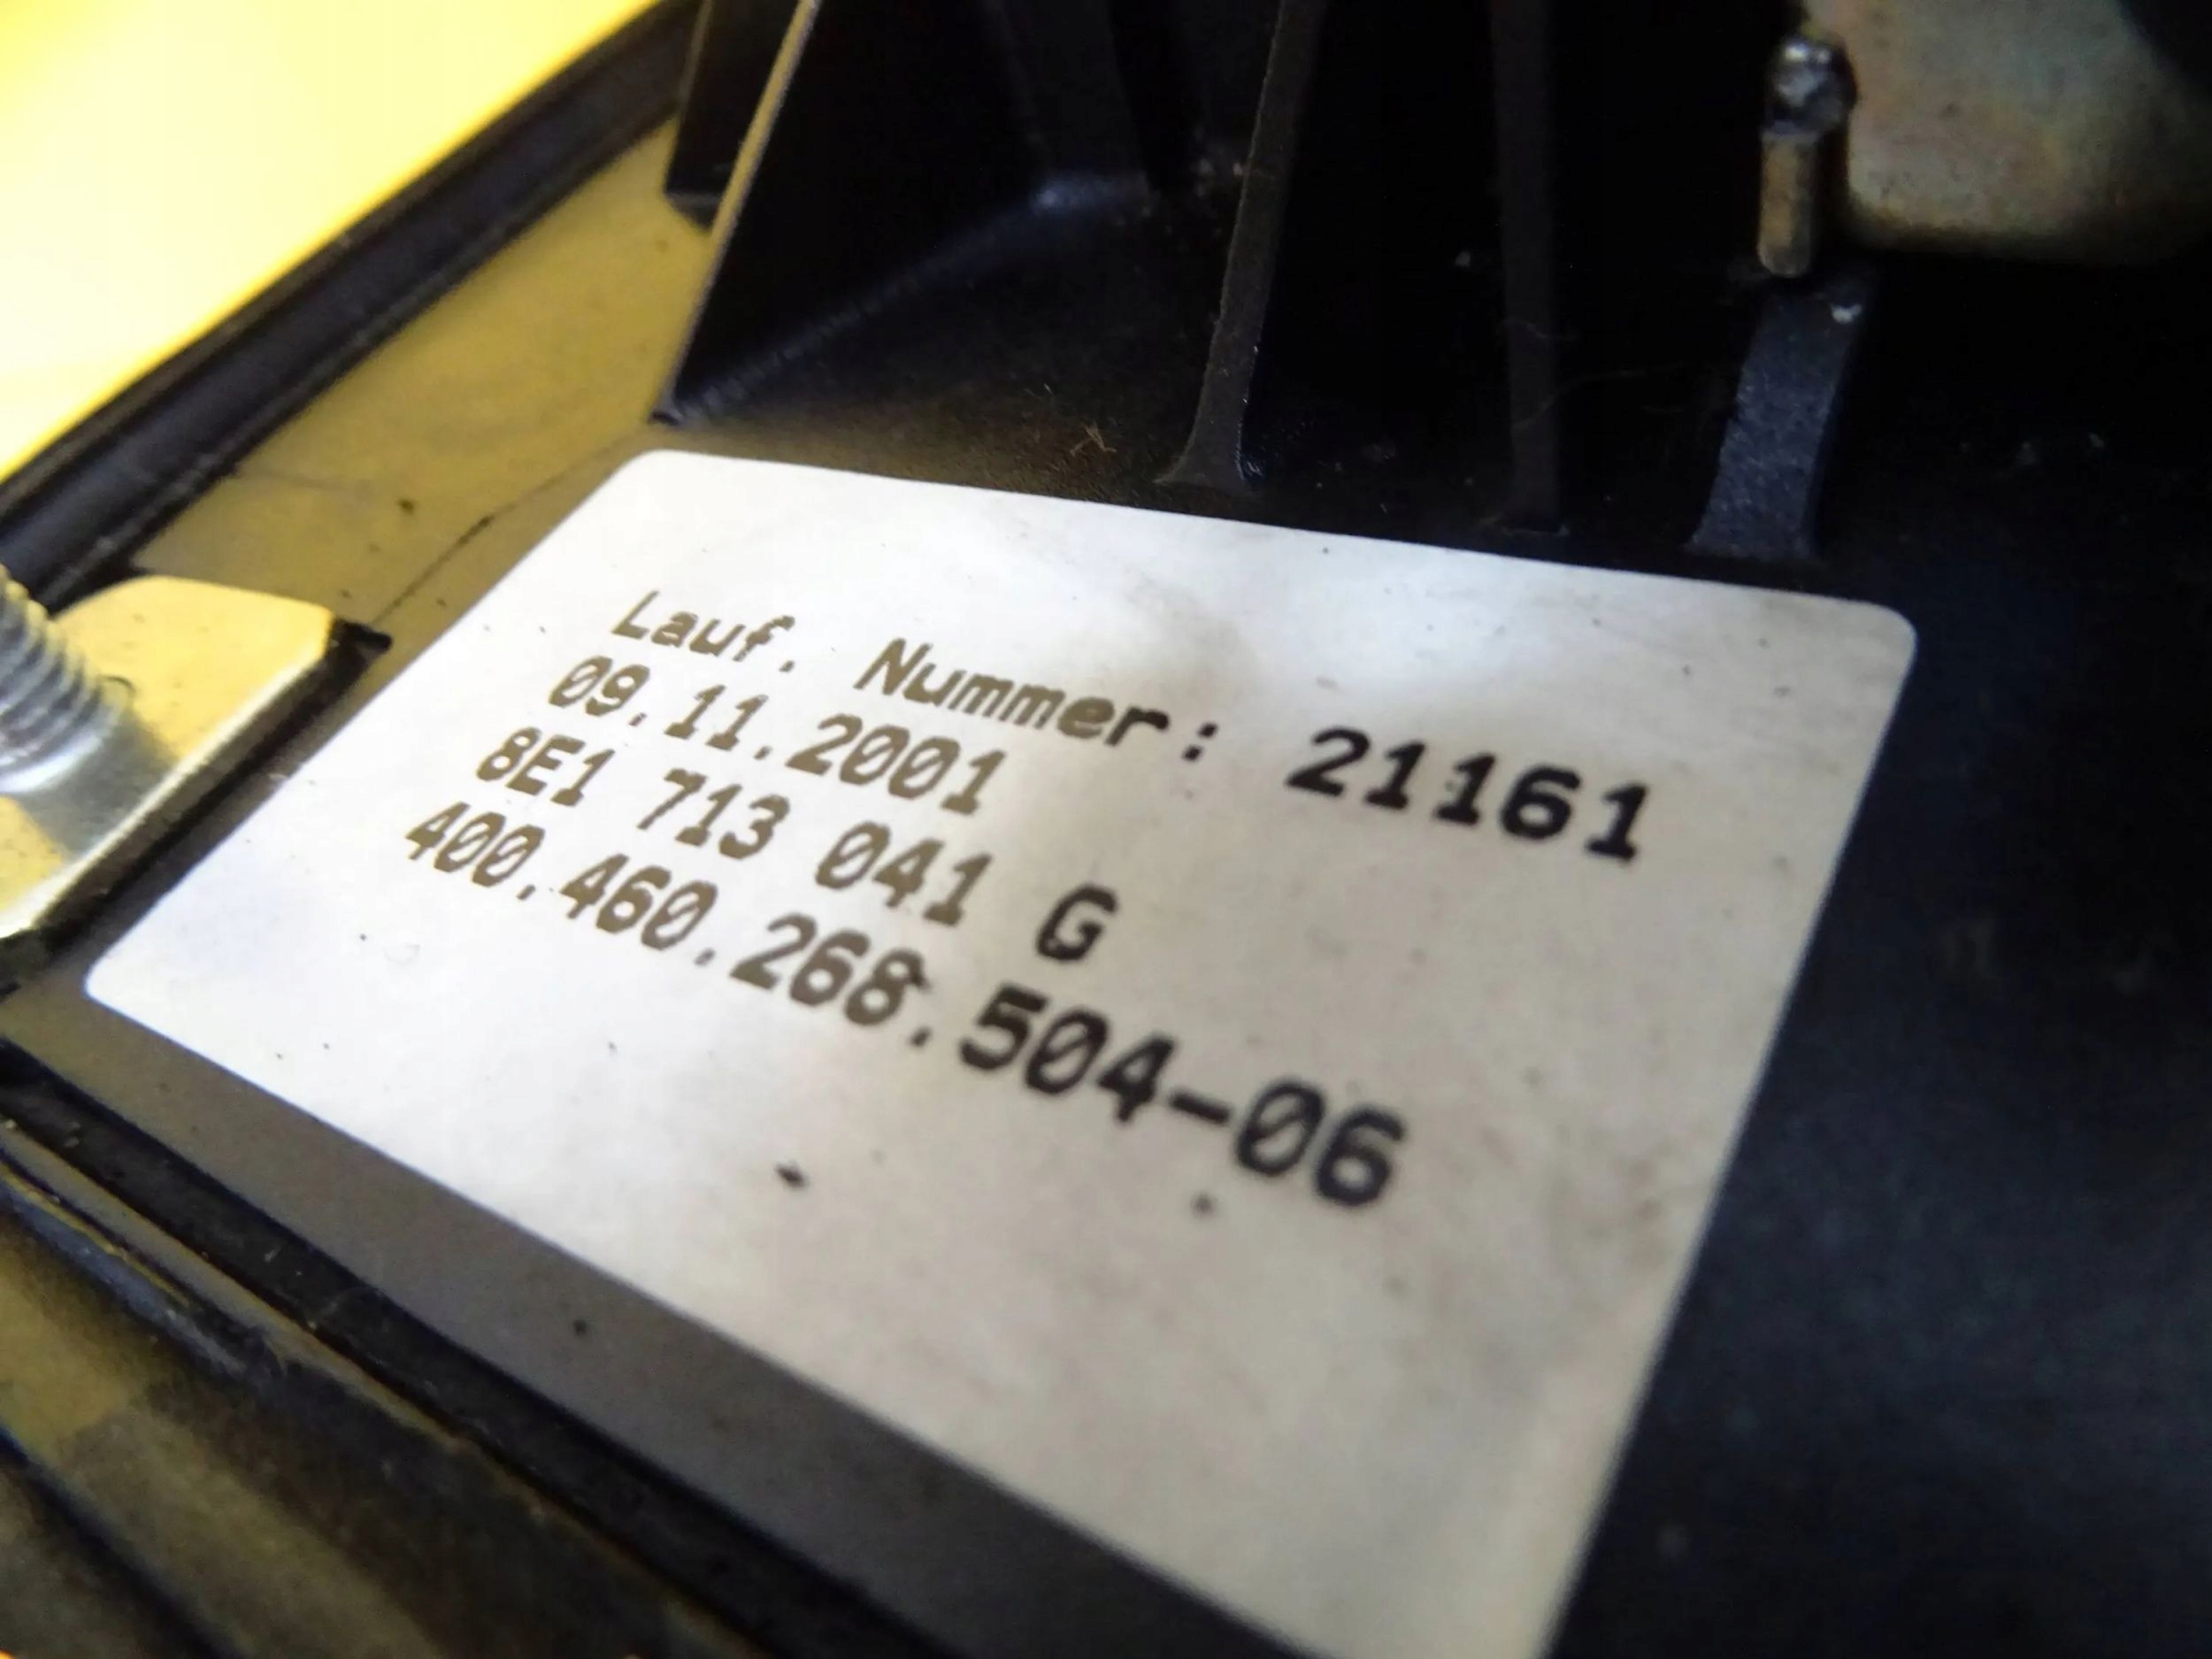 Lauf. Nummer: 21161
09.11.2001
8E1 713 041 G
400.460.268.504-06